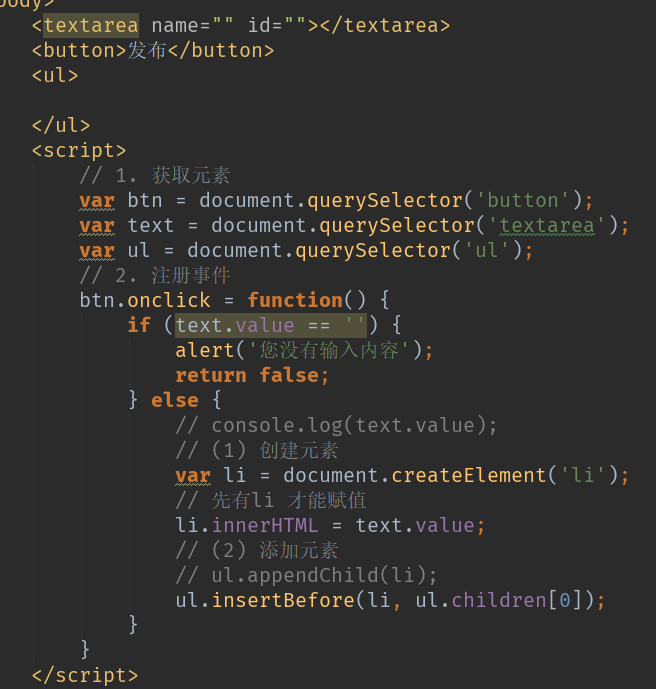 body>
<textarea name="" id=""></textarea>
<button>发布</button>
<ul>
</ul>
<script>
// 1. 获取元素
var btn = document.querySelector('button');
var text = document.querySelector('textarea');
var ul = document.querySelector('ul');
// 2. 注册事件
btn.onclick = function() {
if (text.value == '') {
alert('您没有输入内容');
return false;
} else {
// console.log(text.value);
// (1) 创建元素
var li = document.createElement('li');
// 先有li 才能赋值
li.innerHTML = text.value;
// (2) 添加元素
// ul.appendChild(li);
ul.insertBefore(li, ul.children[0]);
}
}
</script>